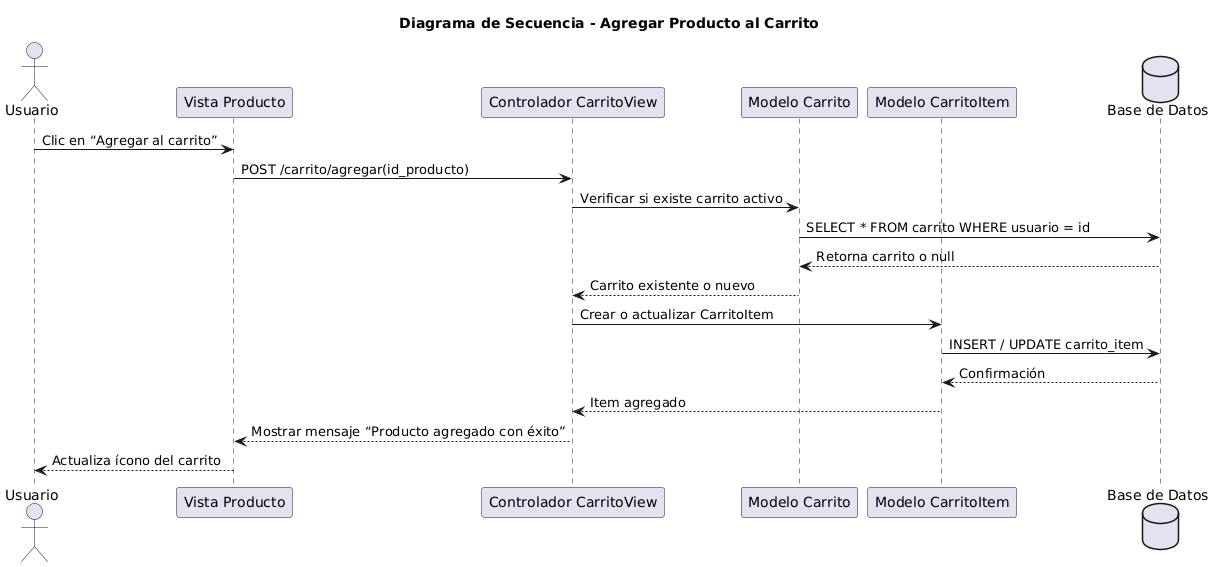 Diagrama de Secuencia - Agregar Producto al Carrito
Usuario
Vista Producto
Controlador CarritoView
Modelo Carrito
Modelo CarritoItem
Base de Datos
Clic en “Agregar al carrito”
POST /carrito/agregar(id_producto)
Verificar si existe carrito activo
SELECT * FROM carrito WHERE usuario = id
Retorna carrito o null
Carrito existente o nuevo
Crear o actualizar CarritoItem
INSERT / UPDATE carrito_item
Confirmación
Item agregado
Mostrar mensaje “Producto agregado con éxito”
Actualiza ícono del carrito
Usuario
Vista Producto
Controlador CarritoView
Modelo Carrito
Modelo CarritoItem
Base de Datos